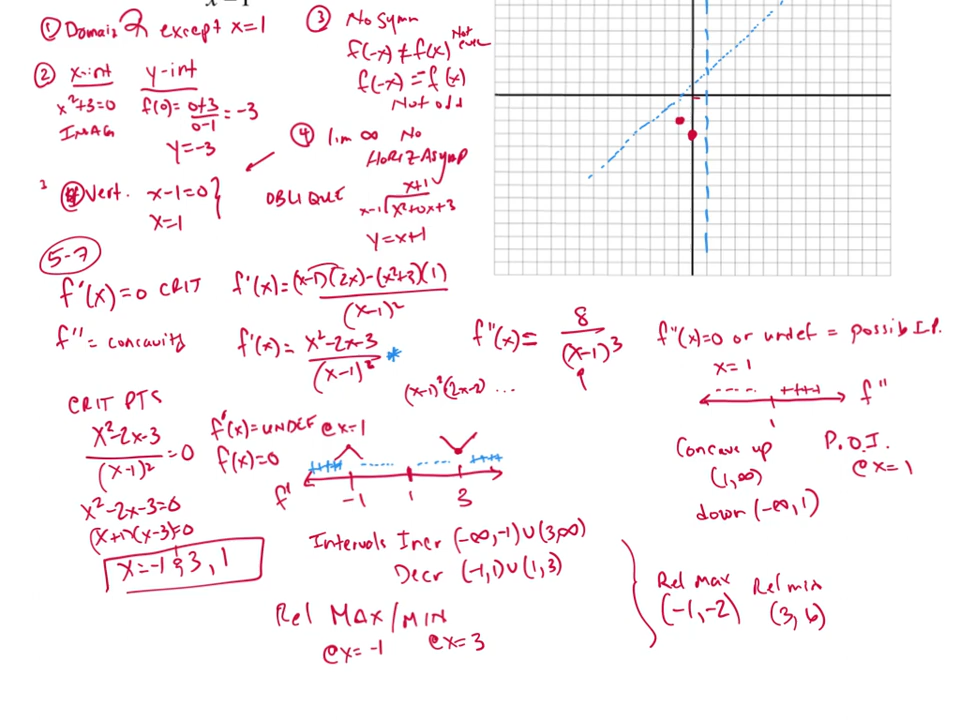 ① Domain ℝ except x=1
② x-int y-int
x²+3=0 f(0)= 0+3/0-1 = -3
IMAG
y=-3
③ No Symm
f(-x) ≠ f(x) Not even
f(-x) = f(x)
Not odd
④ lim ∞ No
Horiz Asymp
3 Vert. x-1=0
x=1
OBLIQUE
x+1
x-1 √x²+0x+3
y=x+1
5-7
f'(x)=0 CRIT f'(x)= (x-1)(2x)-(x²+3)(1)
(x-1)²
f''= concavity f'(x)= x²-2x-3 / (x-1)² *
f''(x)= 8/(x-1)³
(x-1)²(2x-2) ...
f''(x)=0 or undef = possib I.P.
x=1
---- ++++ f''
1
CRIT PTS
x²-2x-3 / (x-1)² =0
x²-2x-3=0
(x+1)(x-3)=0
x=-1 & 3, 1
f'(x)=UNDEF @x=1
f(x)=0
++++ ---- ---- ++++
f' -1 1 3
Concave up
(1,∞)
down (-∞,1)
P.O.I.
@x=1
Intervals Incr (-∞,-1)∪(3,∞)
Decr (-1,1)∪(1,3)
Rel MAX/MIN
@x=-1 @x=3
Rel Max Rel min
(-1,-2) (3,6)